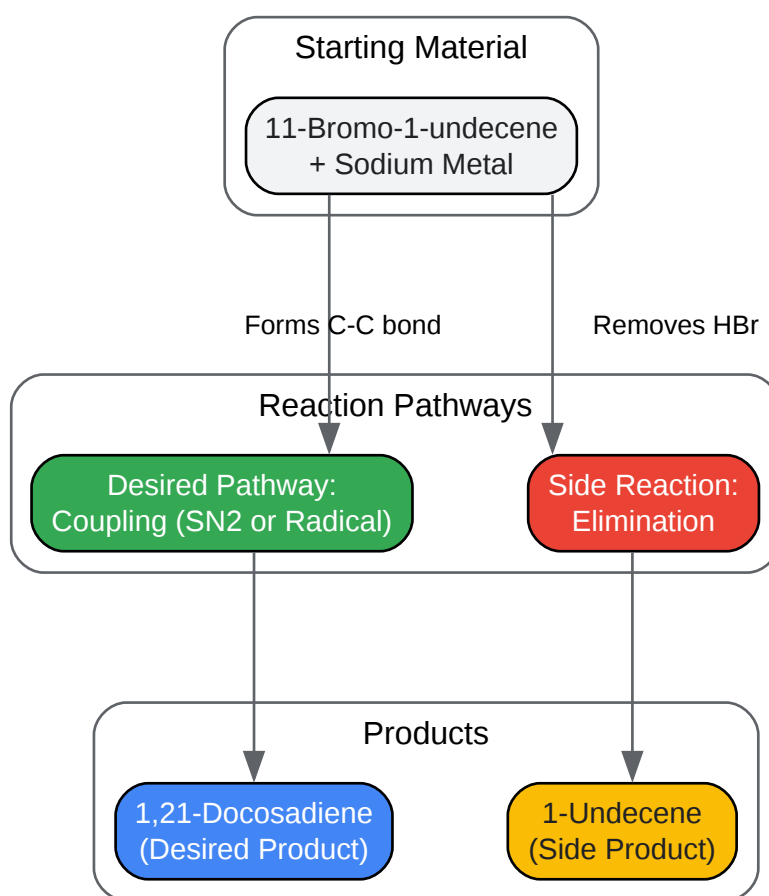 Starting Material
11-Bromo-1-undecene
+ Sodium Metal
Forms C-C bond
Removes HBr
Reaction Pathways
Desired Pathway:
Coupling (SN2 or Radical)
Side Reaction:
Elimination
Products
1,21-Docosadiene
(Desired Product)
1-Undecene
(Side Product)